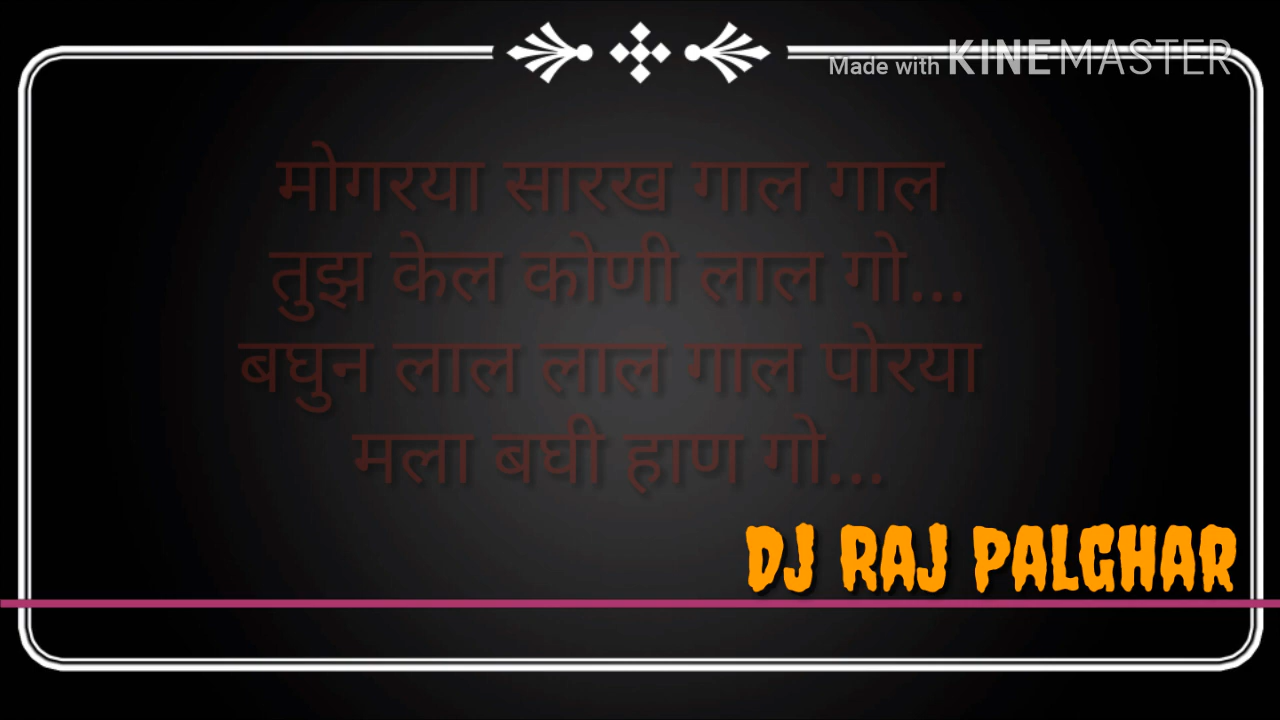 Made with KINEMASTER
मोगरया सारख गाल गाल
तुझ केल कोणी लाल गो...
बघुन लाल लाल गाल पोरया
मला बघी हाण गो...
DJ RAJ PALGHAR